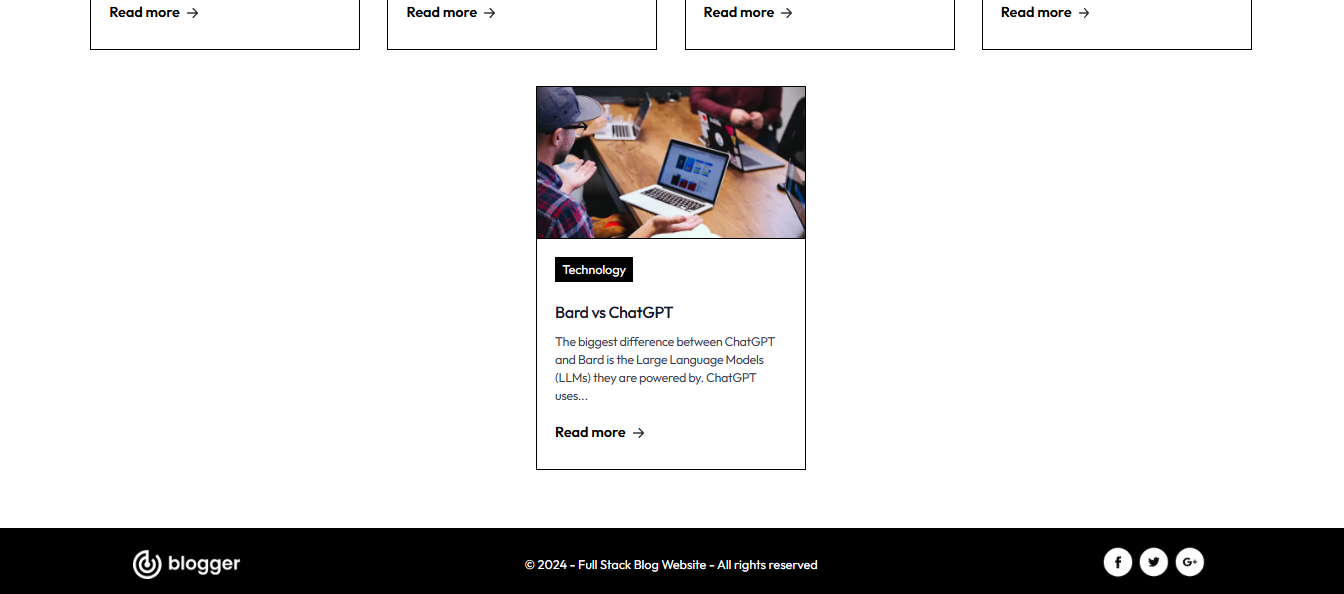 Read more → Read more → Read more → Read more →
Technology
Bard vs ChatGPT
The biggest difference between ChatGPT
and Bard is the Large Language Models
(LLMs) they are powered by. ChatGPT
uses...
Read more →
blogger © 2024 - Full Stack Blog Website - All rights reserved f G+